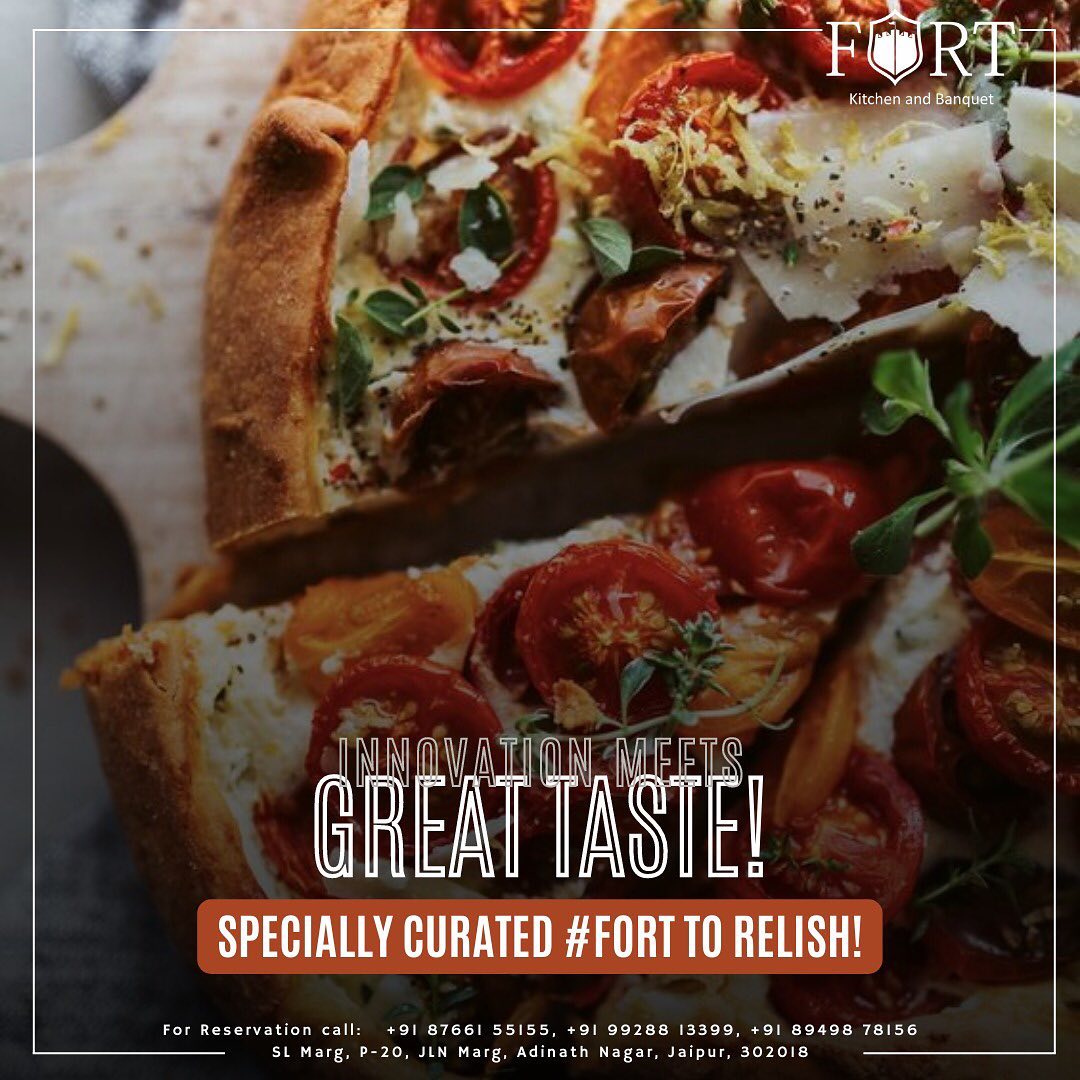 FORT
Kitchen and Banquet
INNOVATION MEETS
GREAT TASTE!
SPECIALLY CURATED #FORT TO RELISH!
For Reservation call: +91 87661 55155, +91 99288 13399, +91 89498 78156
SL Marg, P-20, JLN Marg, Adinath Nagar, Jaipur, 302018